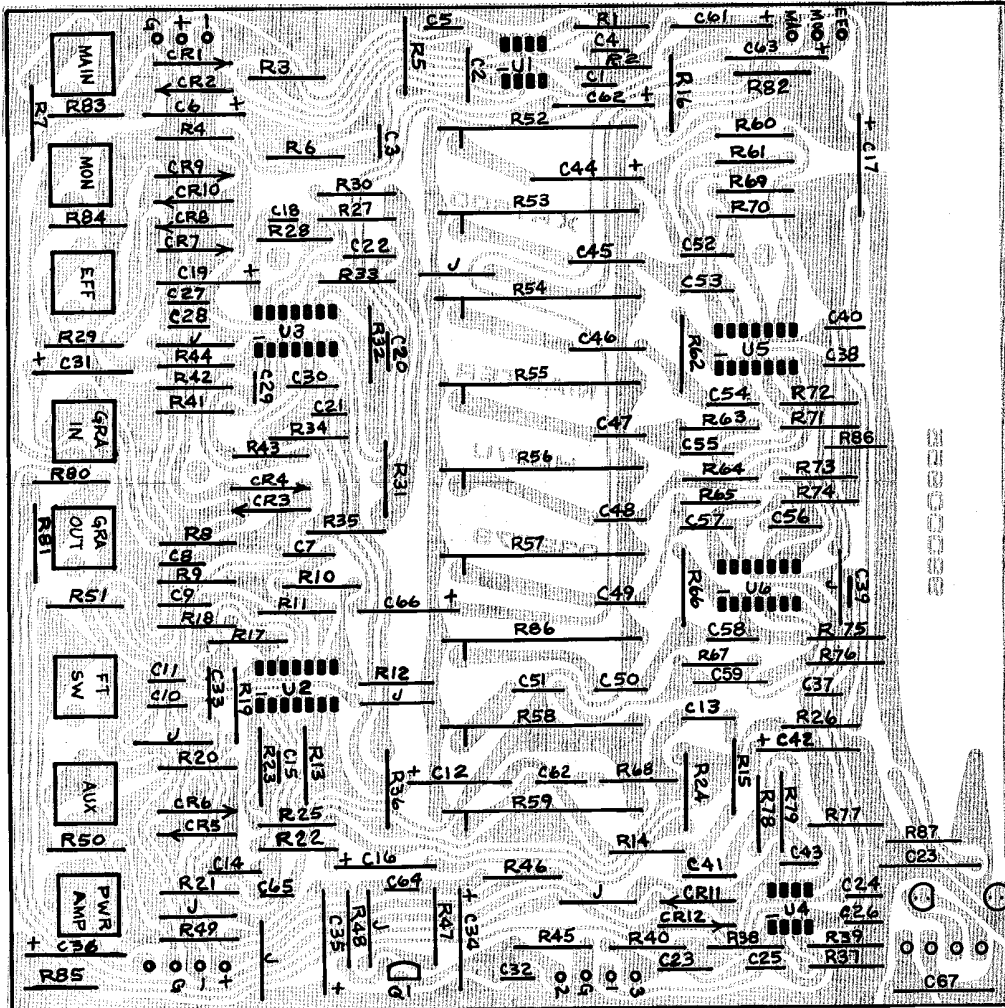 C5 R1 C61 + MNO MGO EFO
G + -
MAIN CR1 R3 R5 C2 U1 C4 R2 C63 +
CR2 C1 R16 R82
R7 R83 C6 + C62 +
R4 C3 R52 R60 + C17
MON R6 R61
CR9 C44 +
CR10 R30 R69
R84 CR8 C18 R27 R53 R70
R28
CR7 C22 C45 C52
EFF C19 + R33 J C53
C27 R54
C28 U3 R32 C20 R62 U5 C40
R29 J C46
+ C31 R44 C38
R42 C29 C30 R55 C54 R72
R41 C21 C47 R63 R71
GRA IN R34
R43 R31 C55 R86
R80 CR4 R56 R64 R73
CR3 R65 R74
R81 GRA OUT R35 C48 C57 C56
R8 C7 R57
C8 R66 U6 J C39
R9 R10
R51 C9 R11 C66 + C49
R18 R86 C58 R75
R17
FT SW C11 C33 R19 U2 R12 R67 R76
C10 J C51 C50 C59 C37
R58 C13 R26
J R23 C15 R13 R36 R24 R15 + C42
R20 + C12 C62 R68 R78 R79
AUX CR6 R59
CR5 R25 R77
R50 R22 R14 R87
C14 + C16 C41 C43 C23
PWR AMP R21 C65 C64 R46 CR11 U4 C24
J C35 R48 R47 + C34 J CR12 C26
+ C36 R49 J R45 R40 R38 R39
R85 G - + + Q1 C32 O2 OG O1 O3 C23 C25 R37 C67